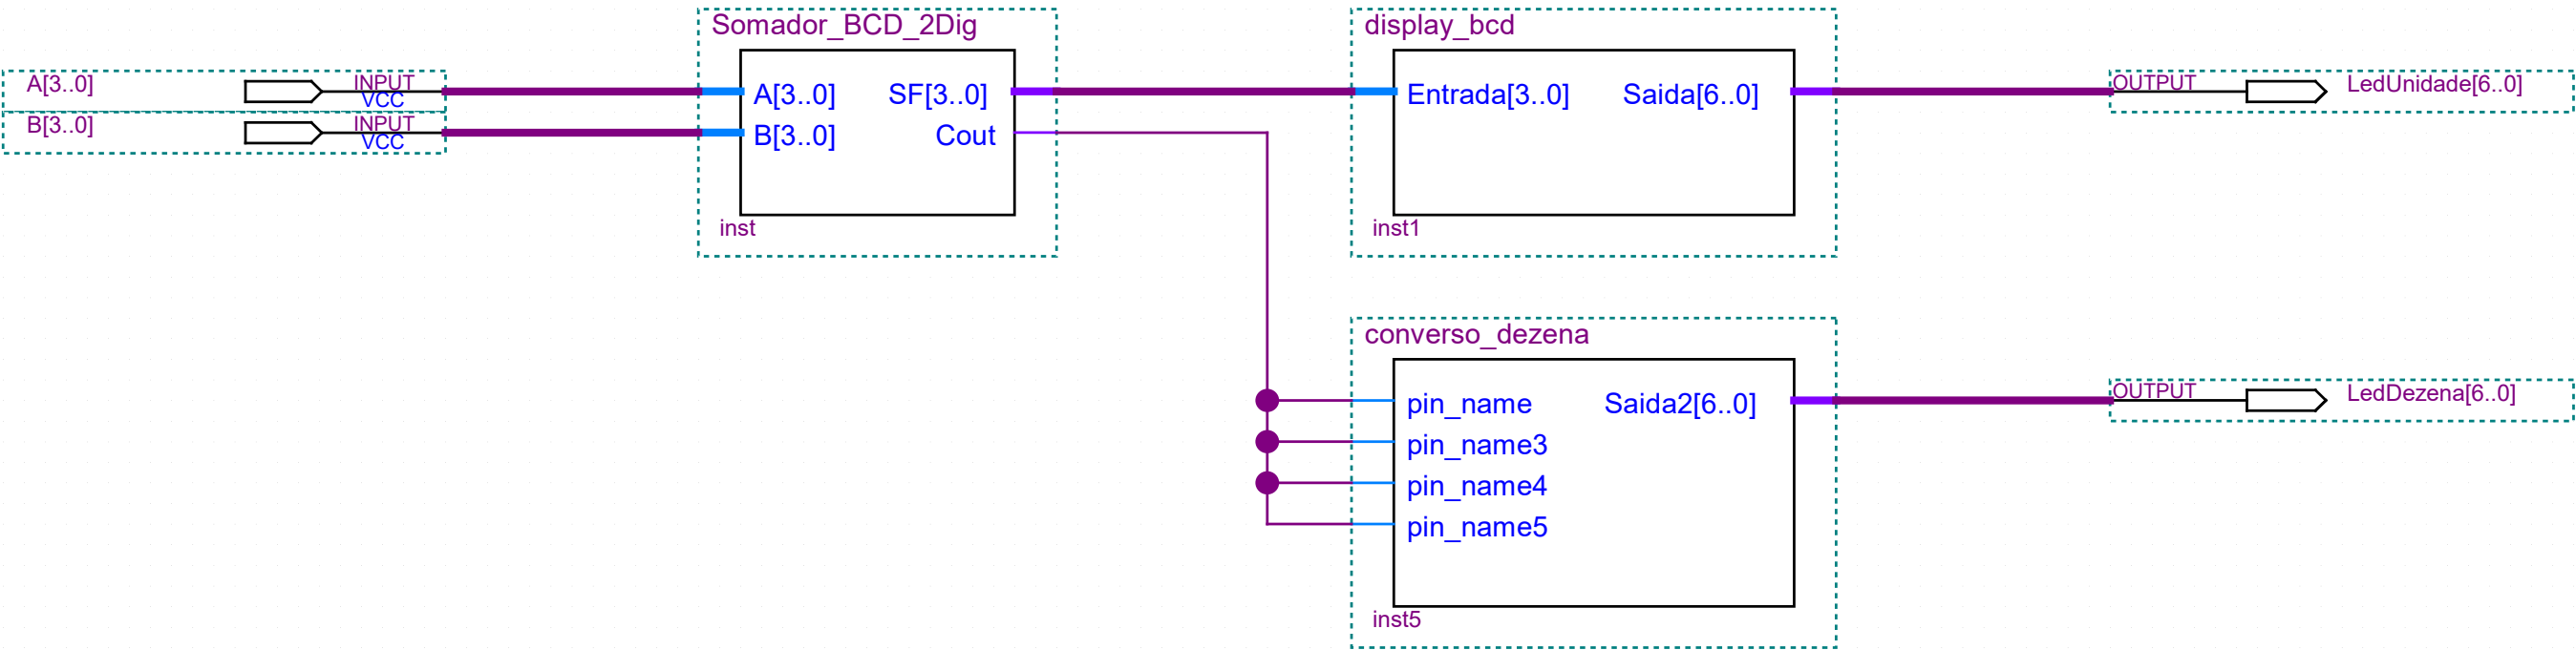 A[3..0]
INPUT
VCC
B[3..0]
INPUT
VCC
Somador_BCD_2Dig
A[3..0]
SF[3..0]
B[3..0]
Cout
inst
display_bcd
Entrada[3..0]
Saida[6..0]
inst1
OUTPUT
LedUnidade[6..0]
converso_dezena
pin_name
Saida2[6..0]
pin_name3
pin_name4
pin_name5
inst5
OUTPUT
LedDezena[6..0]